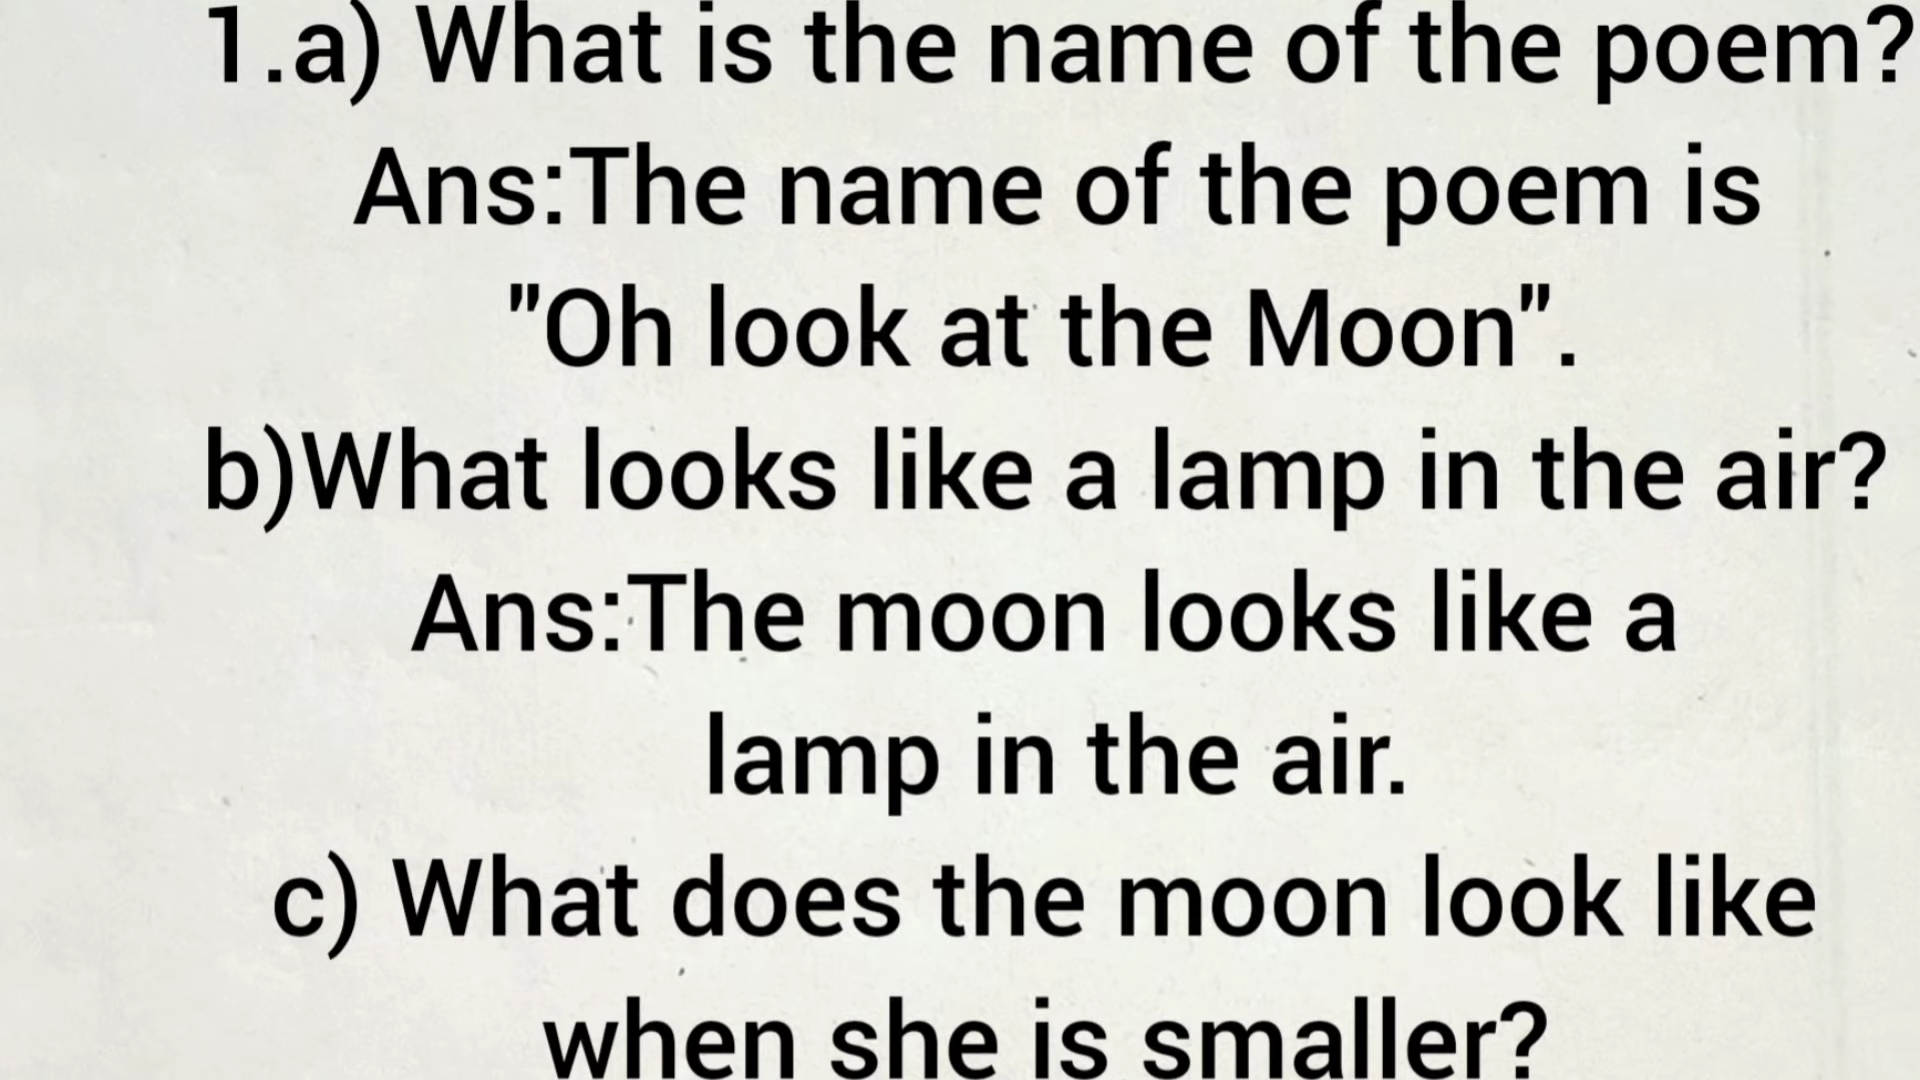 1.a) What is the name of the poem?
Ans:The name of the poem is
"Oh look at the Moon".
b)What looks like a lamp in the air?
Ans:The moon looks like a
lamp in the air.
c) What does the moon look like
when she is smaller?